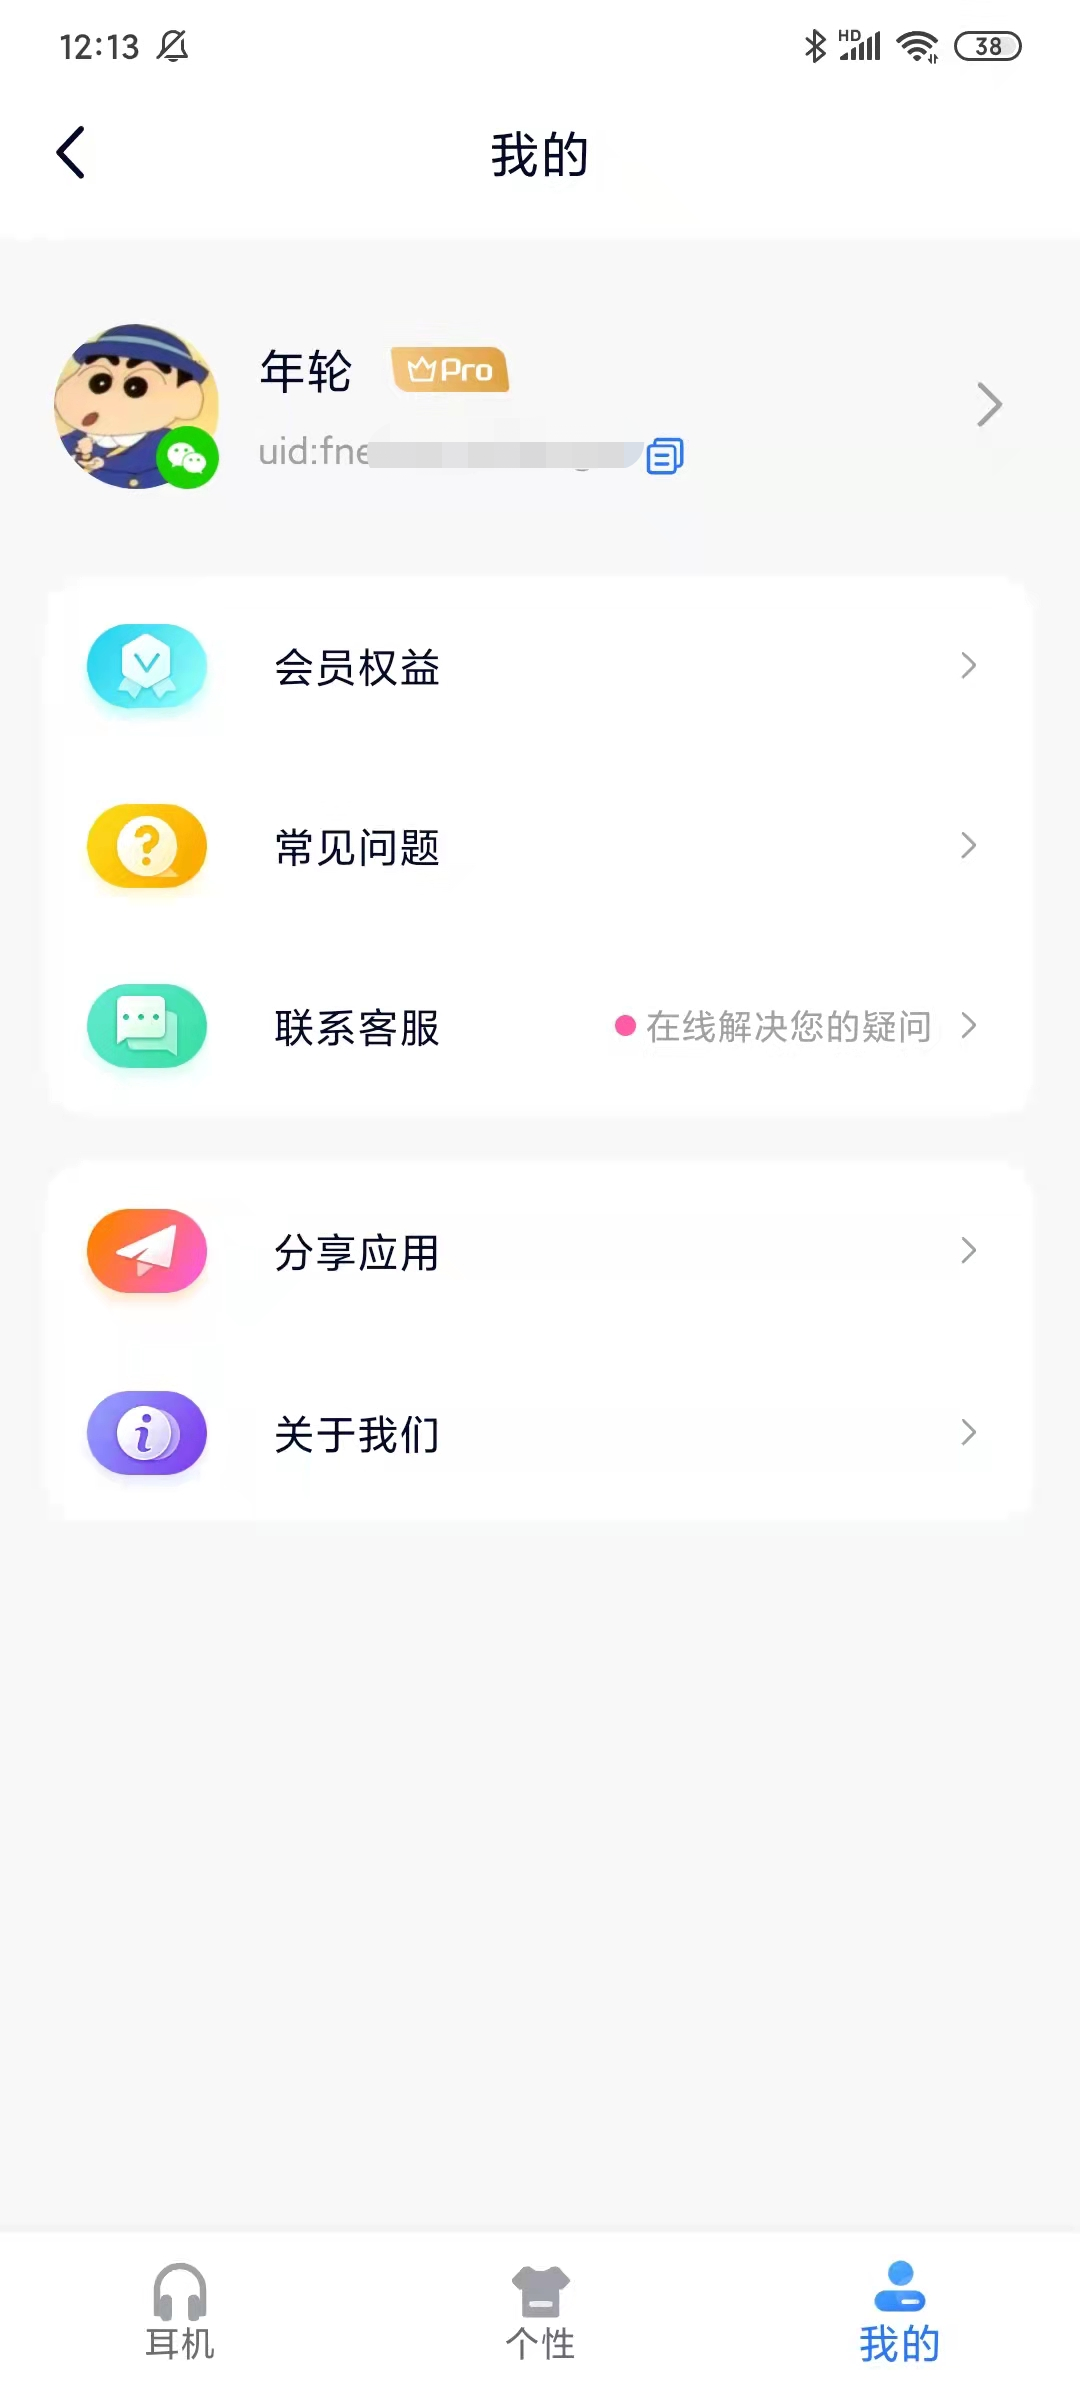 12:13
HD
38
我的
年轮
Pro
uid:fne
会员权益
常见问题
联系客服
在线解决您的疑问
分享应用
关于我们
耳机
个性
我的